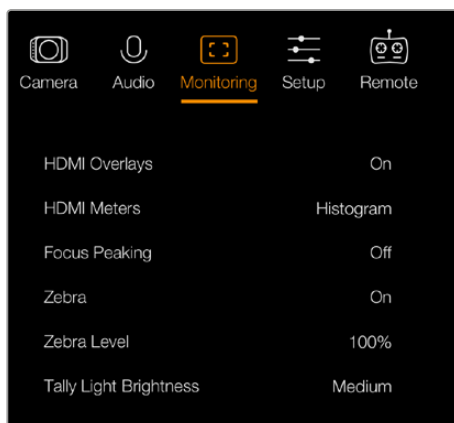 Camera Audio Monitoring Setup Remote
HDMI Overlays On
HDMI Meters Histogram
Focus Peaking Off
Zebra On
Zebra Level 100%
Tally Light Brightness Medium